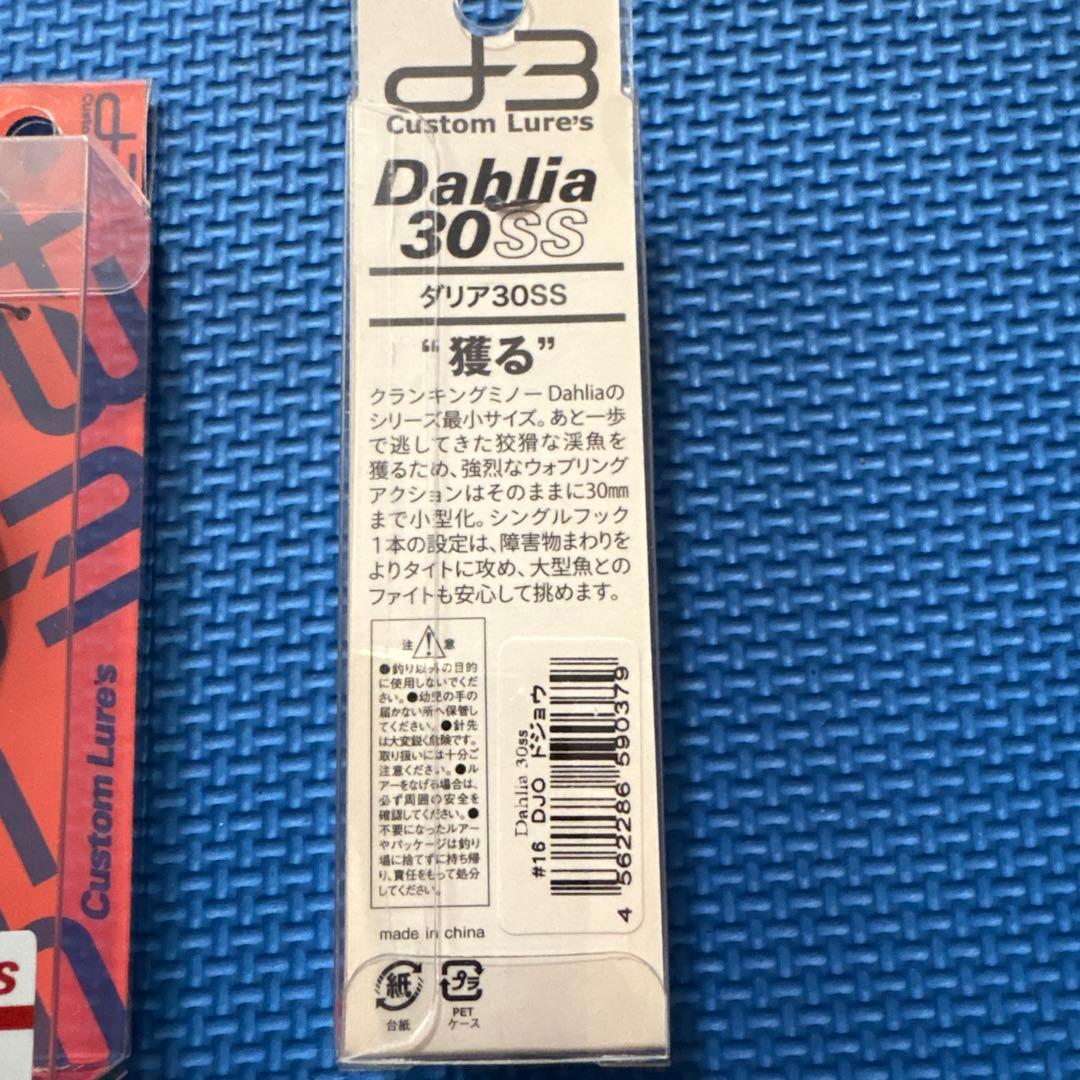 d3
Custom Lure's
Dahlia
30SS
ダリア30SS
“獲る”
クランキングミノーDahliaの
シリーズ最小サイズ。あと一歩
で逃してきた狡猾な渓魚を
獲るため、強烈なウォブリング
アクションはそのままに30mm
まで小型化。シングルフック
1本の設定は、障害物まわりを
よりタイトに攻め、大型魚との
ファイトも安心して挑めます。
注意
●釣り以外の目的
に使用しないでくだ
さい。●幼児の手の
届かない所へ保管し
てください。●針先
は大変鋭く危険です。
取り扱いには十分ご
注意ください。●ル
アーをなげる場合は、
必ず周囲の安全を
確認してください。●
不要になったルアー
やパッケージは釣り
場に捨てずに持ち帰
り、責任をもって処分
してください。
made in china
紙
台紙
プラ
PET
ケース
Dahlia 30ss
#16 DJO ドジョウ
4 562286 590379
Custom Lure's
S